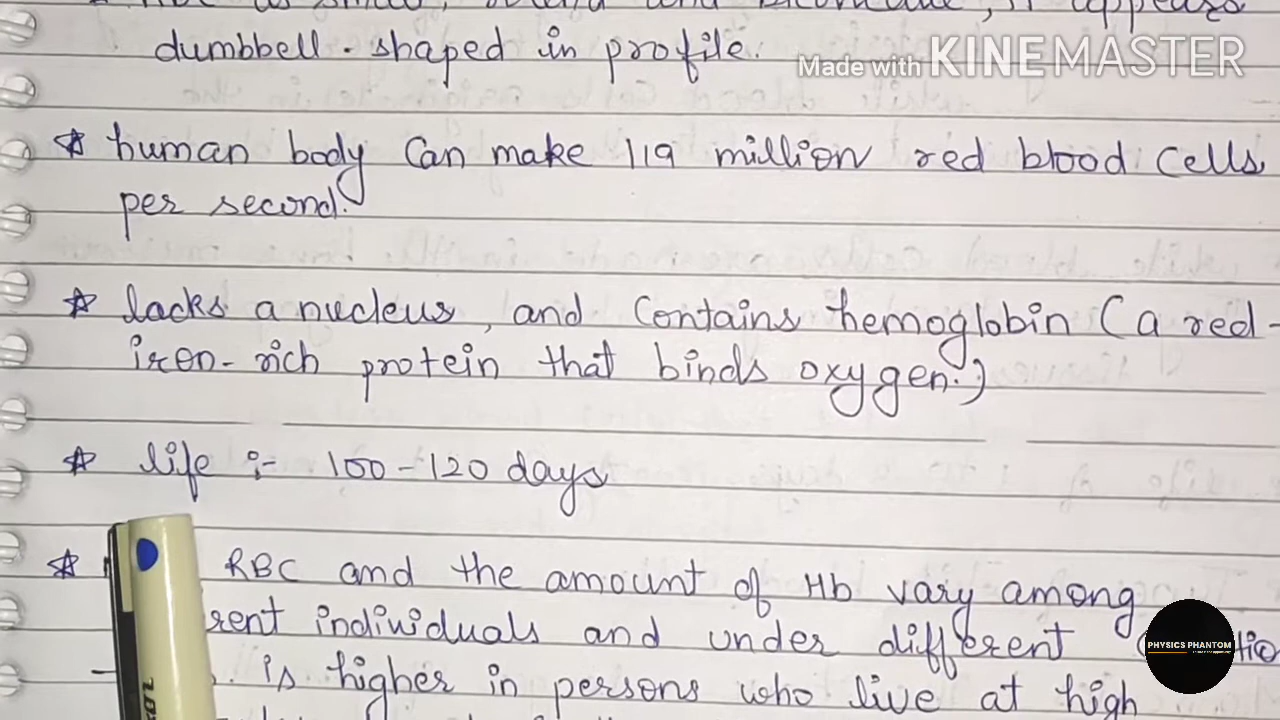 dumbbell-shaped in profile.
Made with KINEMASTER
☆ human body Can make 119 million red blood Cells
per second.
☆ lacks a nucleus, and Contains hemoglobin (a red-
iron-rich protein that binds oxygen.)
☆ life :- 100-120 days
☆ RBC and the amount of Hb vary among
rent individuals and under different
PHYSICS PHANTOM
is higher in persons who live at high